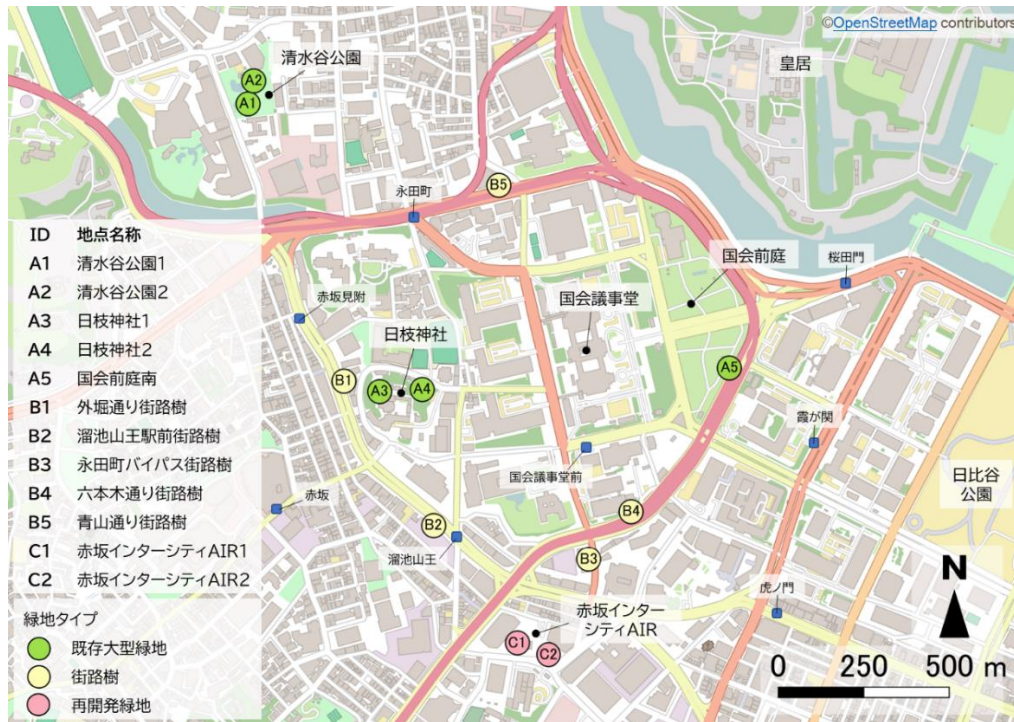 ©OpenStreetMap contributors
清水谷公園
皇居
A2
A1
B5
永田町
国会前庭
桜田門
国会議事堂
赤坂見附
日枝神社
B1
A3
A4
A5
霞が関
国会議事堂前
日比谷
公園
赤坂
B2
B4
溜池山王
B3
虎ノ門
赤坂インター
シティAIR
C1
C2
N
0 250 500 m
ID 地点名称
A1 清水谷公園1
A2 清水谷公園2
A3 日枝神社1
A4 日枝神社2
A5 国会前庭南
B1 外堀通り街路樹
B2 溜池山王駅前街路樹
B3 永田町バイパス街路樹
B4 六本木通り街路樹
B5 青山通り街路樹
C1 赤坂インターシティAIR1
C2 赤坂インターシティAIR2
緑地タイプ
既存大型緑地
街路樹
再開発緑地